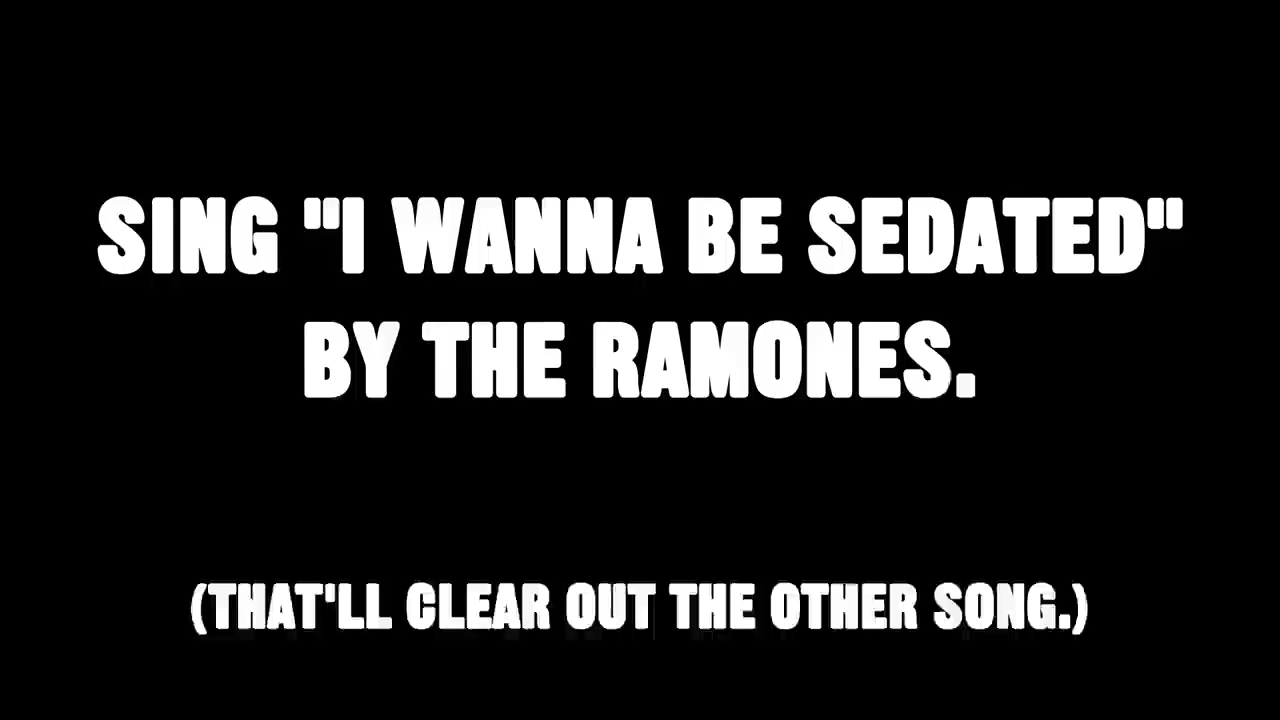 SING "I WANNA BE SEDATED"
BY THE RAMONES.
(THAT'LL CLEAR OUT THE OTHER SONG.)